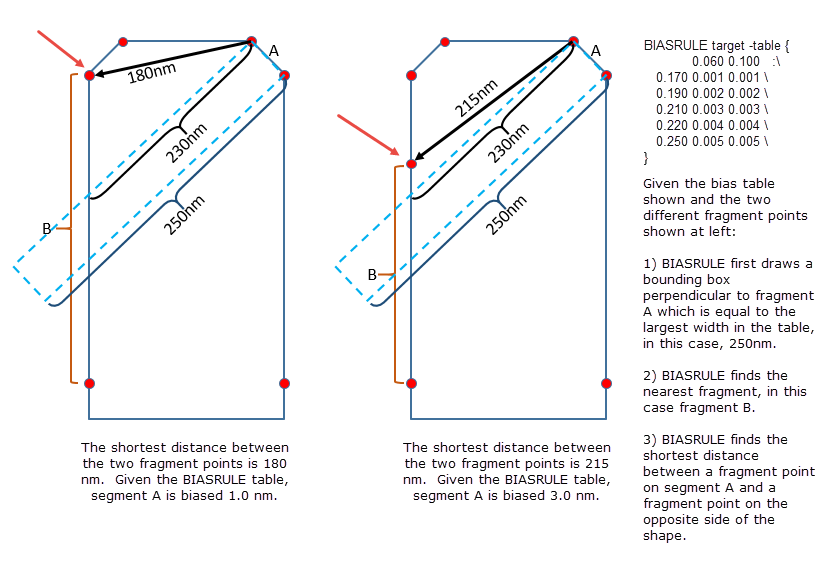 A
180nm
230nm
250nm
B
The shortest distance between
the two fragment points is 180
nm.  Given the BIASRULE table,
segment A is biased 1.0 nm.
A
215nm
230nm
250nm
B
The shortest distance between
the two fragment points is 215
nm.  Given the BIASRULE table,
segment A is biased 3.0 nm.
BIASRULE target -table {
0.060 0.100   :\
0.170 0.001 0.001 \
0.190 0.002 0.002 \
0.210 0.003 0.003 \
0.220 0.004 0.004 \
0.250 0.005 0.005 \
}
Given the bias table
shown and the two
different fragment points
shown at left:
1) BIASRULE first draws a
bounding box
perpendicular to fragment
A which is equal to the
largest width in the table,
in this case, 250nm.
2) BIASRULE finds the
nearest fragment, in this
case fragment B.
3) BIASRULE finds the
shortest distance
between a fragment point
on segment A and a
fragment point on the
opposite side of the
shape.